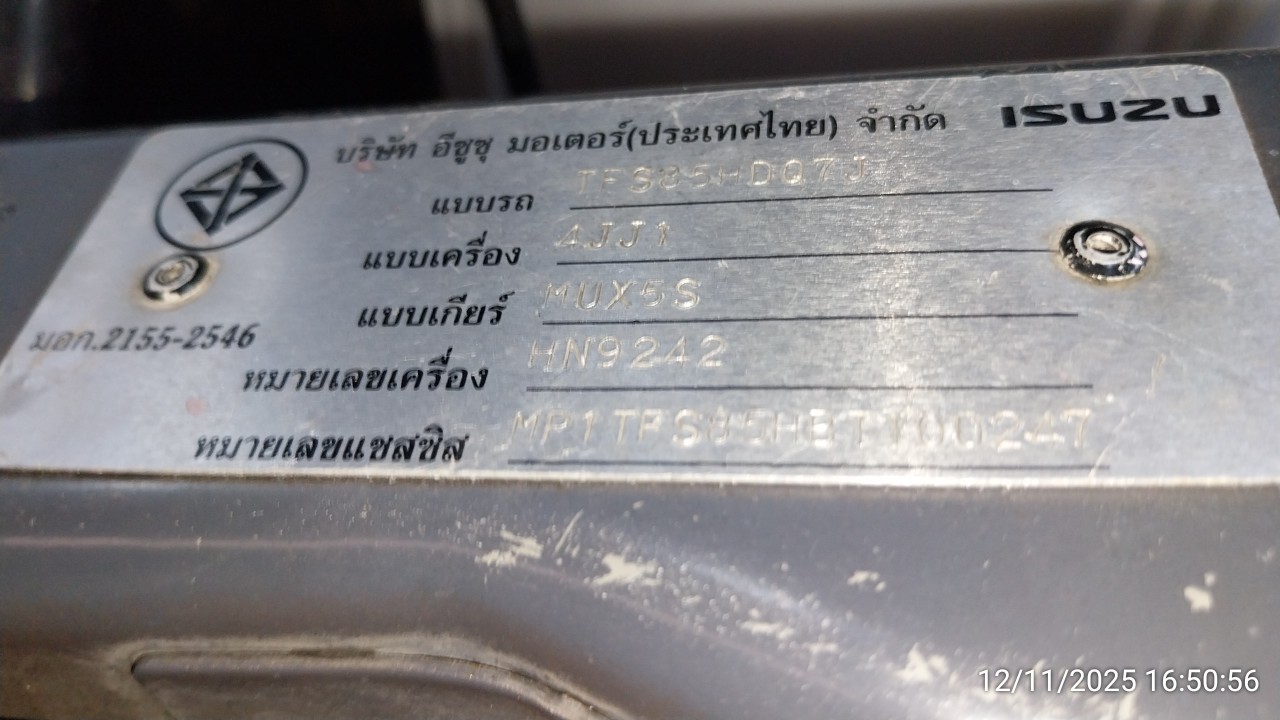 ISUZU
บริษัท อีซูซุ มอเตอร์(ประเทศไทย) จำกัด
แบบรถ TFS85HDQ7J
แบบเครื่อง 4JJ1
แบบเกียร์ MUX5S
มอก.2155-2546
หมายเลขเครื่อง HN9242
หมายเลขแชสซิส MP1TFS85HBT100247
12/11/2025 16:50:56